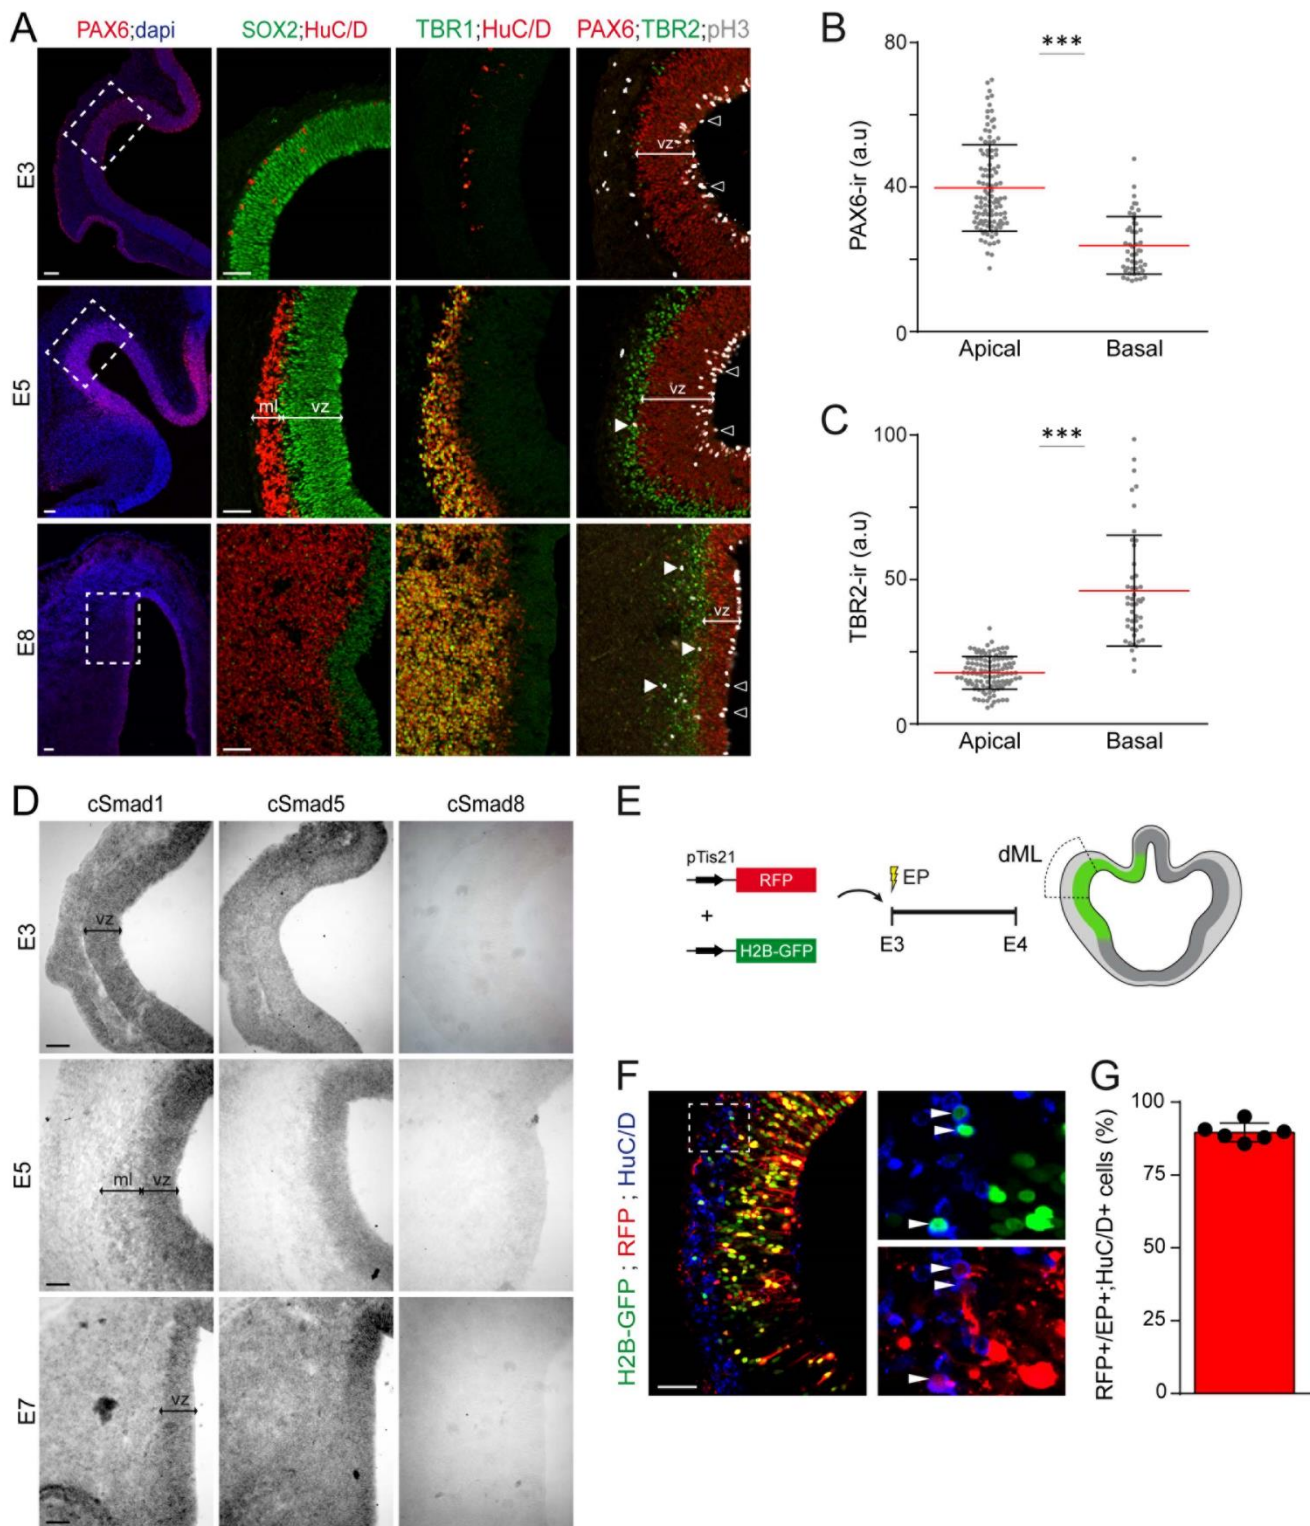 A
PAX6;dapi
SOX2;HuC/D
TBR1;HuC/D
PAX6;TBR2;pH3
E3
vz
E5
ml vz
vz
E8
vz
B
PAX6-ir (a.u)
80
40
0
***
Apical Basal
C
TBR2-ir (a.u)
100
50
0
***
Apical Basal
D
cSmad1 cSmad5 cSmad8
E3
vz
E5
ml vz
E7
vz
E
pTis21
RFP
+
H2B-GFP
EP
E3 E4
dML
F
H2B-GFP ; RFP ; HuC/D
G
RFP+/EP+;HuC/D+ cells (%)
100
75
50
25
0